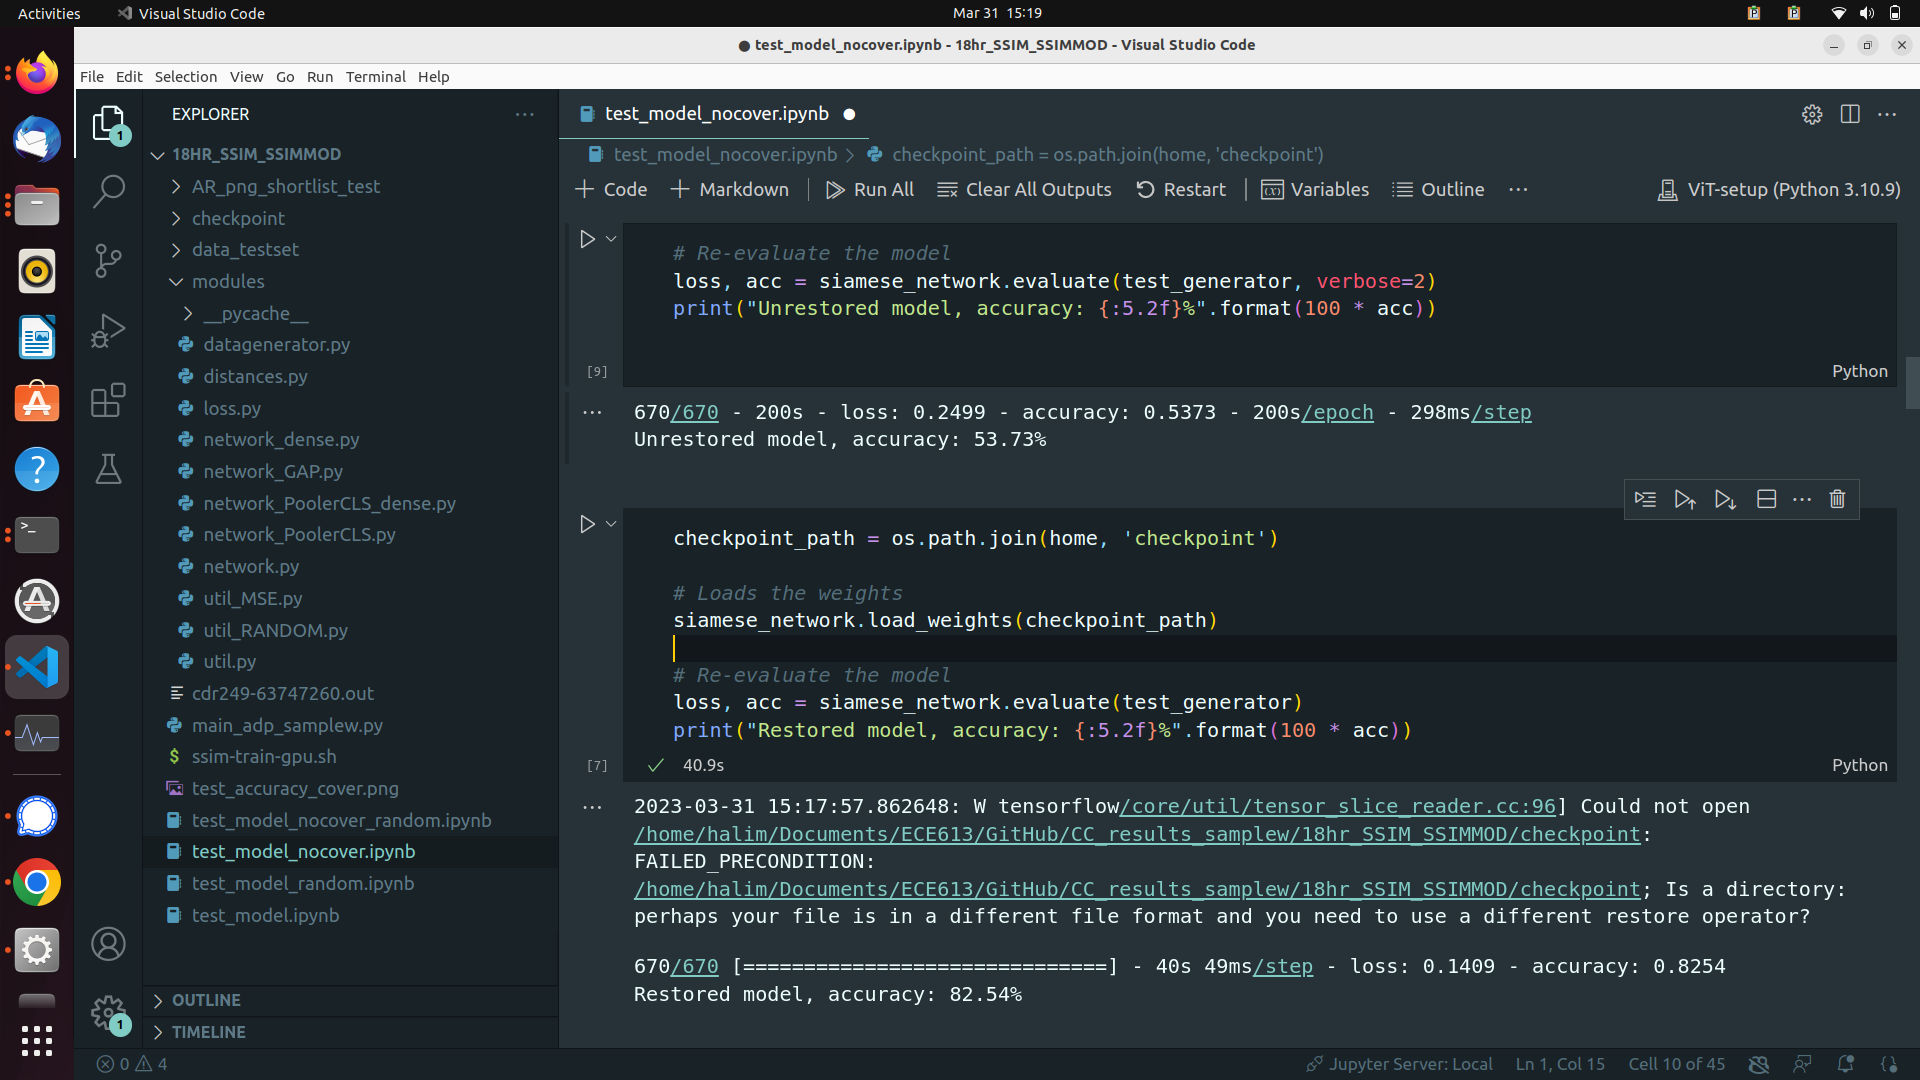 Activities
Visual Studio Code
Mar 31 15:19
test_model_nocover.ipynb - 18hr_SSIM_SSIMMOD - Visual Studio Code
File Edit Selection View Go Run Terminal Help
EXPLORER
1
18HR_SSIM_SSIMMOD
AR_png_shortlist_test
checkpoint
data_testset
modules
__pycache__
datagenerator.py
distances.py
loss.py
network_dense.py
network_GAP.py
network_PoolerCLS_dense.py
network_PoolerCLS.py
network.py
util_MSE.py
util_RANDOM.py
util.py
cdr249-63747260.out
main_adp_samplew.py
ssim-train-gpu.sh
test_accuracy_cover.png
test_model_nocover_random.ipynb
test_model_nocover.ipynb
test_model_random.ipynb
test_model.ipynb
OUTLINE
1
TIMELINE
test_model_nocover.ipynb
test_model_nocover.ipynb > checkpoint_path = os.path.join(home, 'checkpoint')
+ Code + Markdown Run All Clear All Outputs Restart Variables Outline ViT-setup (Python 3.10.9)
# Re-evaluate the model
loss, acc = siamese_network.evaluate(test_generator, verbose=2)
print("Unrestored model, accuracy: {:5.2f}%".format(100 * acc))
[9]
Python
670/670 - 200s - loss: 0.2499 - accuracy: 0.5373 - 200s/epoch - 298ms/step
Unrestored model, accuracy: 53.73%
checkpoint_path = os.path.join(home, 'checkpoint')
# Loads the weights
siamese_network.load_weights(checkpoint_path)
# Re-evaluate the model
loss, acc = siamese_network.evaluate(test_generator)
print("Restored model, accuracy: {:5.2f}%".format(100 * acc))
[7] ✓ 40.9s
Python
2023-03-31 15:17:57.862648: W tensorflow/core/util/tensor_slice_reader.cc:96] Could not open
/home/halim/Documents/ECE613/GitHub/CC_results_samplew/18hr_SSIM_SSIMMOD/checkpoint:
FAILED_PRECONDITION:
/home/halim/Documents/ECE613/GitHub/CC_results_samplew/18hr_SSIM_SSIMMOD/checkpoint; Is a directory:
perhaps your file is in a different file format and you need to use a different restore operator?
670/670 [==============================] - 40s 49ms/step - loss: 0.1409 - accuracy: 0.8254
Restored model, accuracy: 82.54%
0 4
Jupyter Server: Local
Ln 1, Col 15
Cell 10 of 45